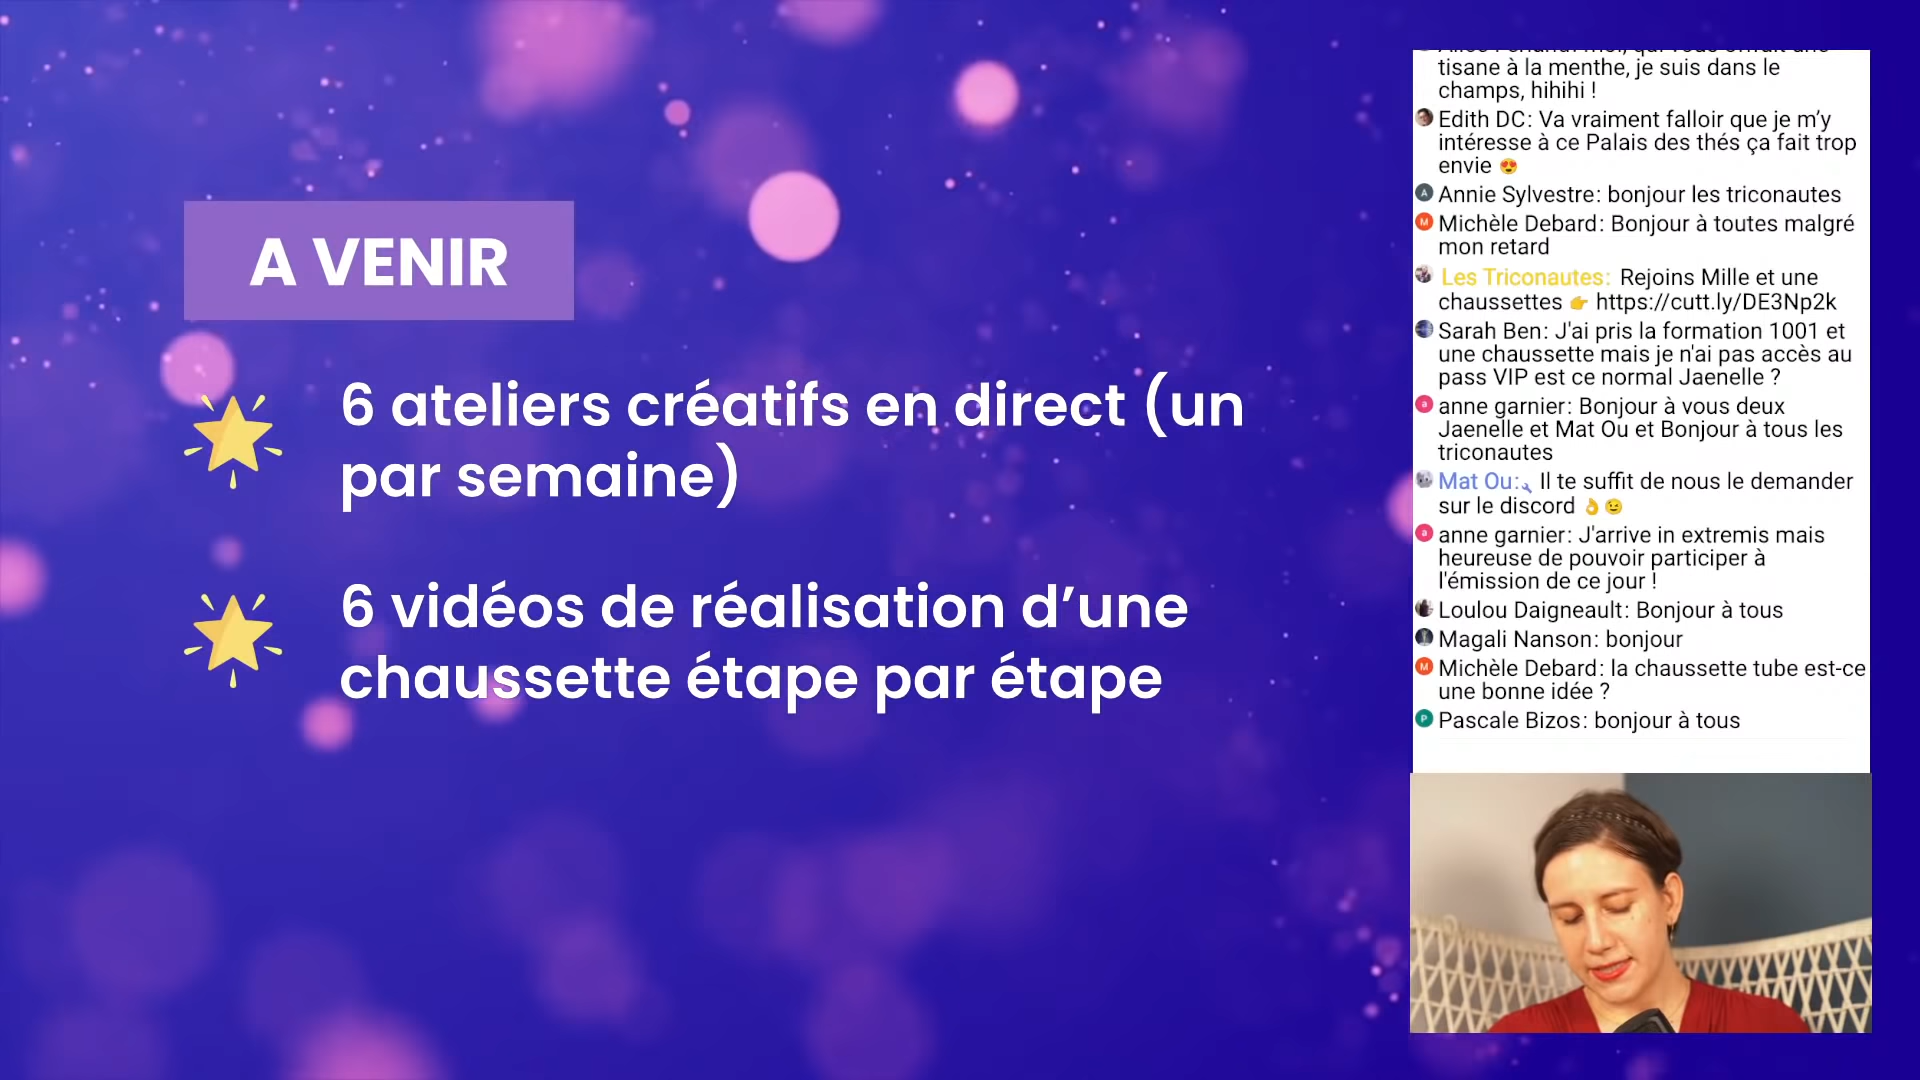 A VENIR
6 ateliers créatifs en direct (un
par semaine)
6 vidéos de réalisation d’une
chaussette étape par étape
tisane à la menthe, je suis dans le
champs, hihihi !
Edith DC: Va vraiment falloir que je m’y
intéresse à ce Palais des thés ça fait trop
envie 😍
A Annie Sylvestre: bonjour les triconautes
M Michèle Debard: Bonjour à toutes malgré
mon retard
Les Triconautes: Rejoins Mille et une
chaussettes 👉 https://cutt.ly/DE3Np2k
Sarah Ben: J'ai pris la formation 1001 et
une chaussette mais je n'ai pas accès au
pass VIP est ce normal Jaenelle ?
a anne garnier: Bonjour à vous deux
Jaenelle et Mat Ou et Bonjour à tous les
triconautes
Mat Ou: Il te suffit de nous le demander
sur le discord 👌😉
a anne garnier: J'arrive in extremis mais
heureuse de pouvoir participer à
l'émission de ce jour !
Loulou Daigneault: Bonjour à tous
Magali Nanson: bonjour
M Michèle Debard: la chaussette tube est-ce
une bonne idée ?
P Pascale Bizos: bonjour à tous